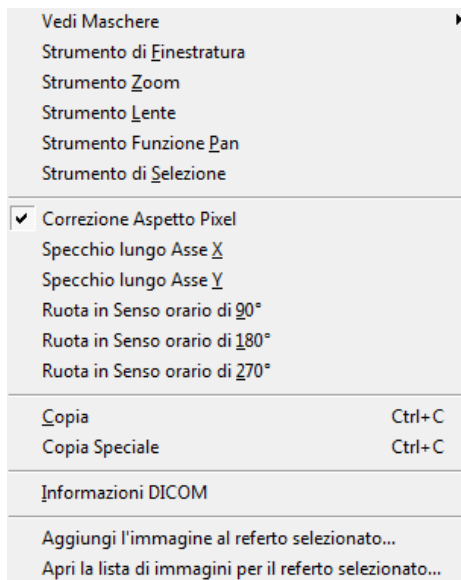 Vedi Maschere
Strumento di Finestratura
Strumento Zoom
Strumento Lente
Strumento Funzione Pan
Strumento di Selezione
Correzione Aspetto Pixel
Specchio lungo Asse X
Specchio lungo Asse Y
Ruota in Senso orario di 90°
Ruota in Senso orario di 180°
Ruota in Senso orario di 270°
Copia Ctrl+C
Copia Speciale Ctrl+C
Informazioni DICOM
Aggiungi l'immagine al referto selezionato...
Apri la lista di immagini per il referto selezionato...